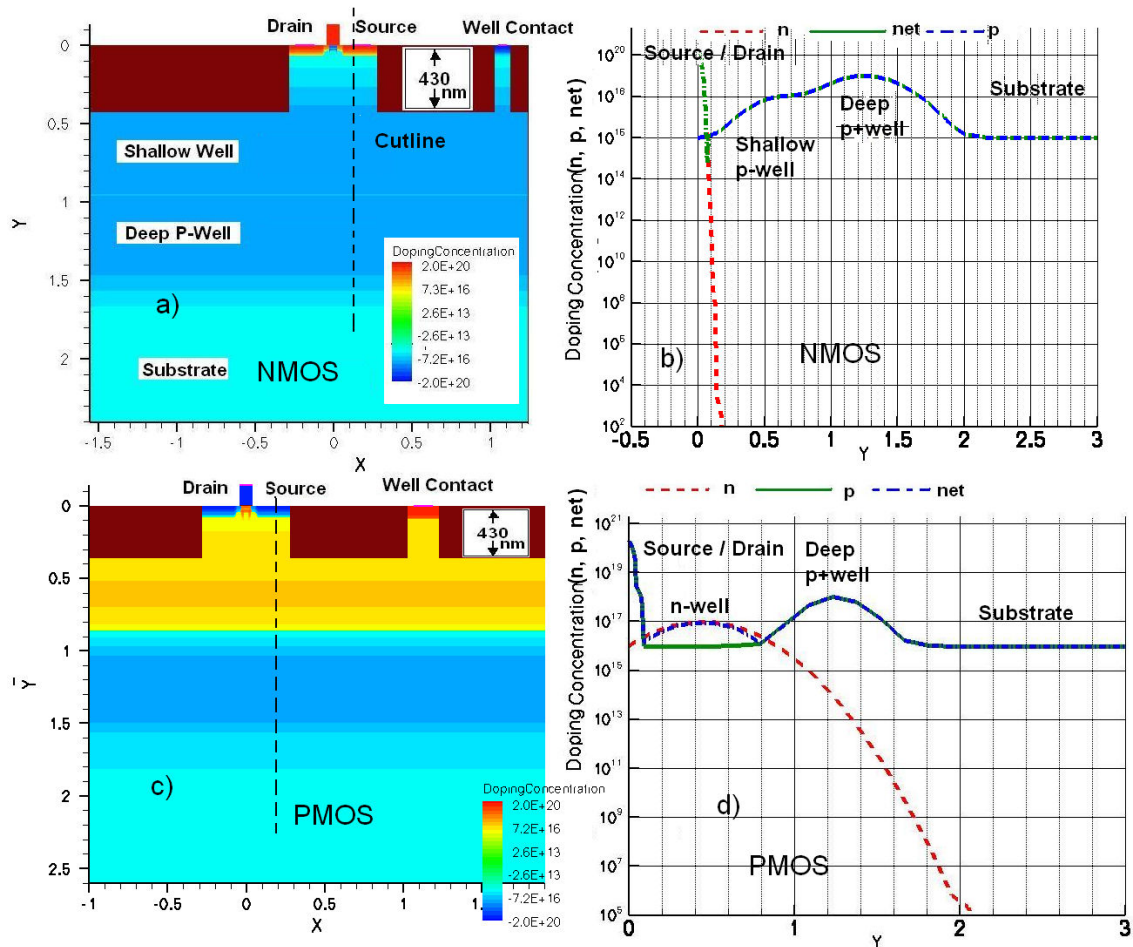 Drain Source Well Contact
0
0.5
1
1.5
2
Y
430
nm
Cutline
Shallow Well
Deep P-Well
Substrate
a)
NMOS
DopingConcentration
2.0E+20
7.3E+16
2.6E+13
-2.6E+13
-7.2E+16
-2.0E+20
-1.5 -1 -0.5 0 0.5 1
X
n net p
Doping Concentration(n, p, net)
10^20
10^18
10^16
10^14
10^12
10^10
10^8
10^6
10^4
10^2
Source / Drain
Shallow
p-well
Deep
p+well
Substrate
b)
NMOS
-0.5 0 0.5 1 1.5 2 2.5 3
Y
Drain Source Well Contact
0
0.5
1
1.5
2
2.5
Y
430
nm
c)
PMOS
DopingConcentration
2.0E+20
7.2E+16
2.6E+13
-2.6E+13
-7.2E+16
-2.0E+20
-1 -0.5 0 0.5 1
X
n p net
Doping Concentration(n, p, net)
10^21
10^19
10^17
10^15
10^13
10^11
10^9
10^7
10^5
Source / Drain
n-well
Deep
p+well
Substrate
d)
PMOS
0 1 2 3
Y